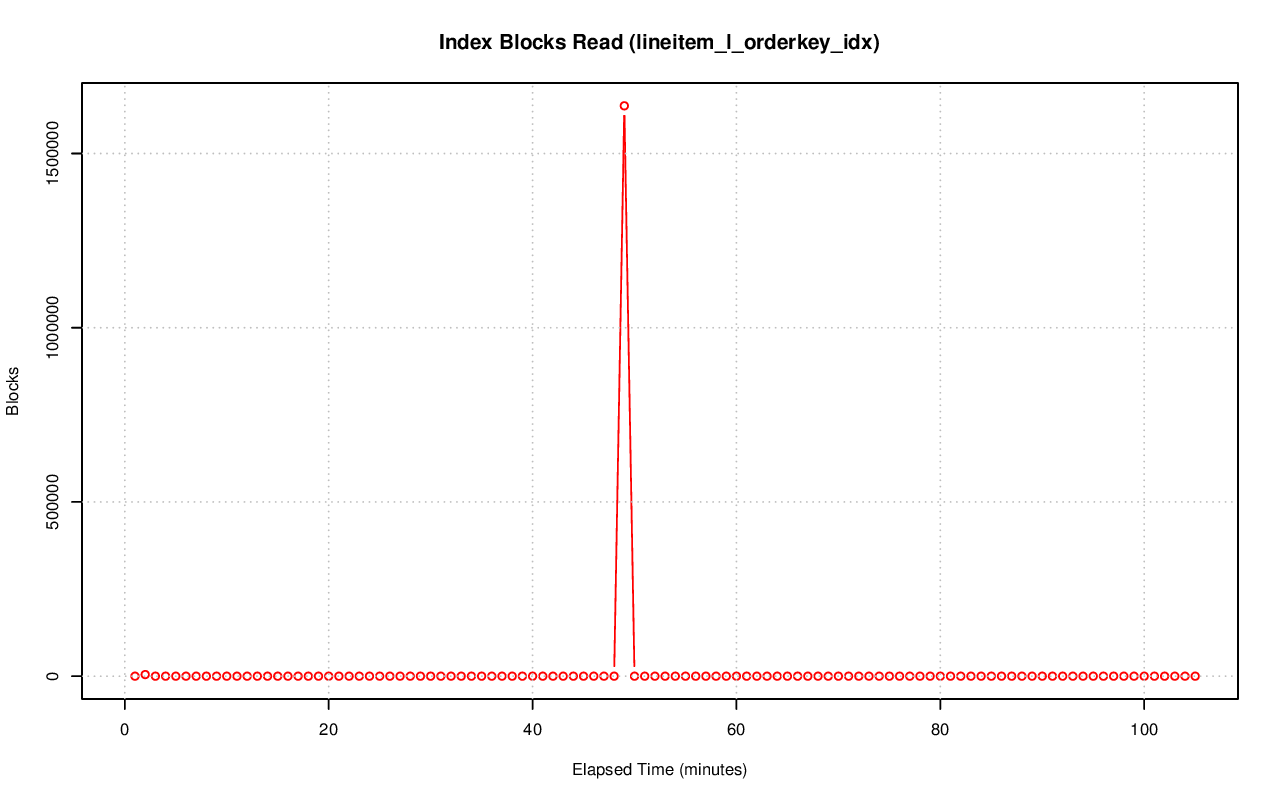 Index Blocks Read (lineitem_l_orderkey_idx)
1500000
1000000
500000
0
Blocks
0 20 40 60 80 100
Elapsed Time (minutes)